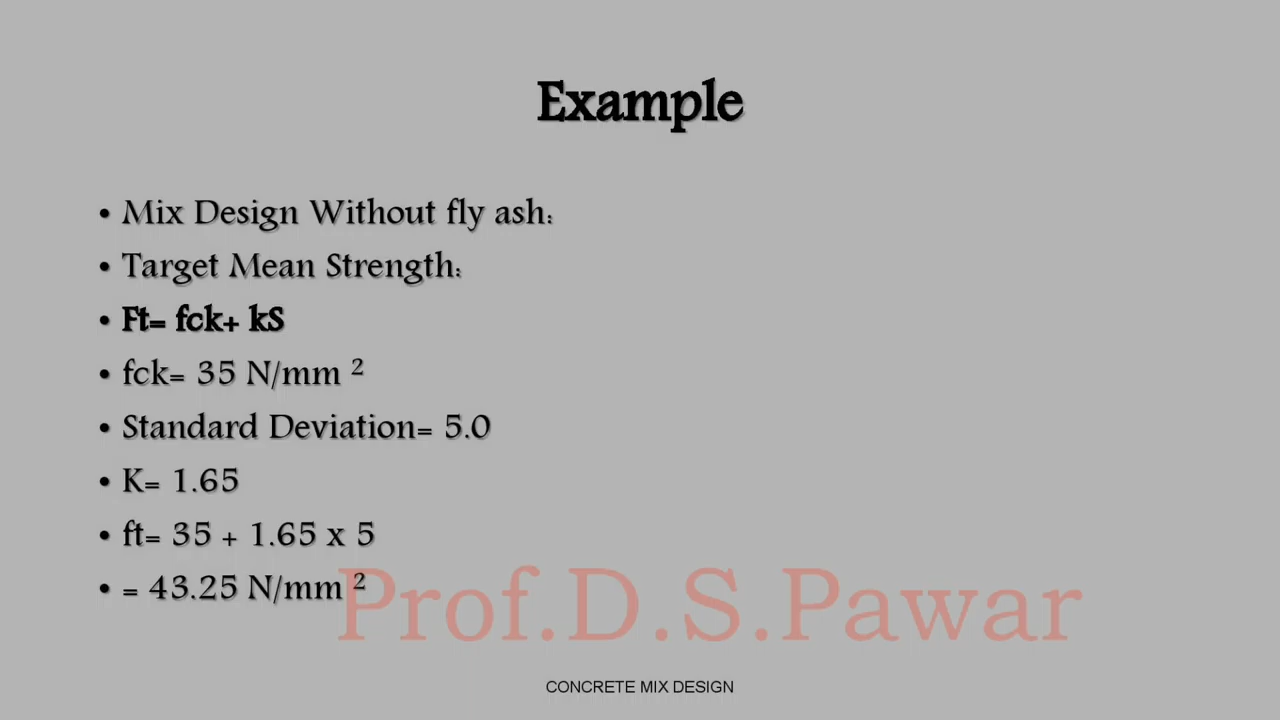 Example
• Mix Design Without fly ash:
• Target Mean Strength:
• Ft= fck+ kS
• fck= 35 N/mm ²
• Standard Deviation= 5.0
• K= 1.65
• ft= 35 + 1.65 x 5
• = 43.25 N/mm ²
Prof.D.S.Pawar
CONCRETE MIX DESIGN